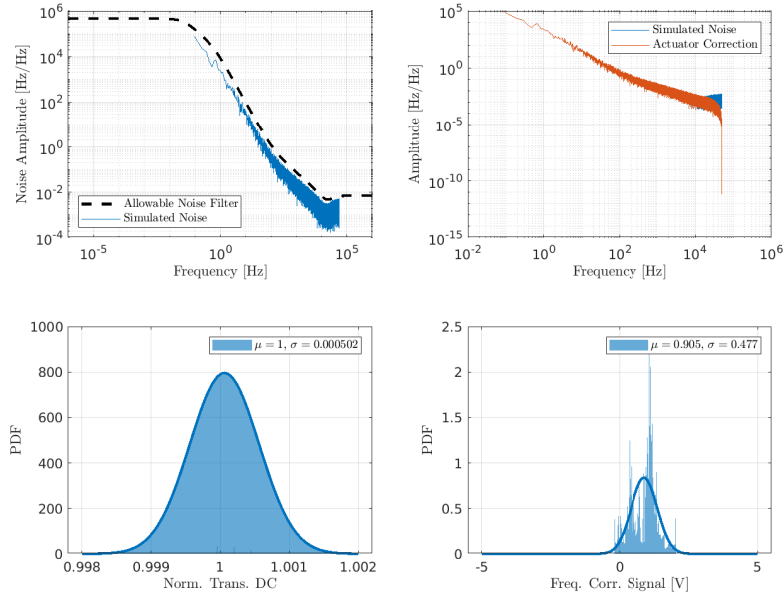 10^6
10^4
10^2
10^0
10^-2
10^-4
Noise Amplitude [Hz/Hz]
Allowable Noise Filter
Simulated Noise
10^-5
10^0
10^5
Frequency [Hz]
10^5
10^0
10^-5
10^-10
10^-15
Amplitude [Hz/Hz]
Simulated Noise
Actuator Correction
10^-2
10^0
10^2
10^4
10^6
Frequency [Hz]
1000
800
600
400
200
0
PDF
μ = 1, σ = 0.000502
0.998
0.999
1
1.001
1.002
Norm. Trans. DC
2.5
2
1.5
1
0.5
0
PDF
μ = 0.905, σ = 0.477
-5
0
5
Freq. Corr. Signal [V]